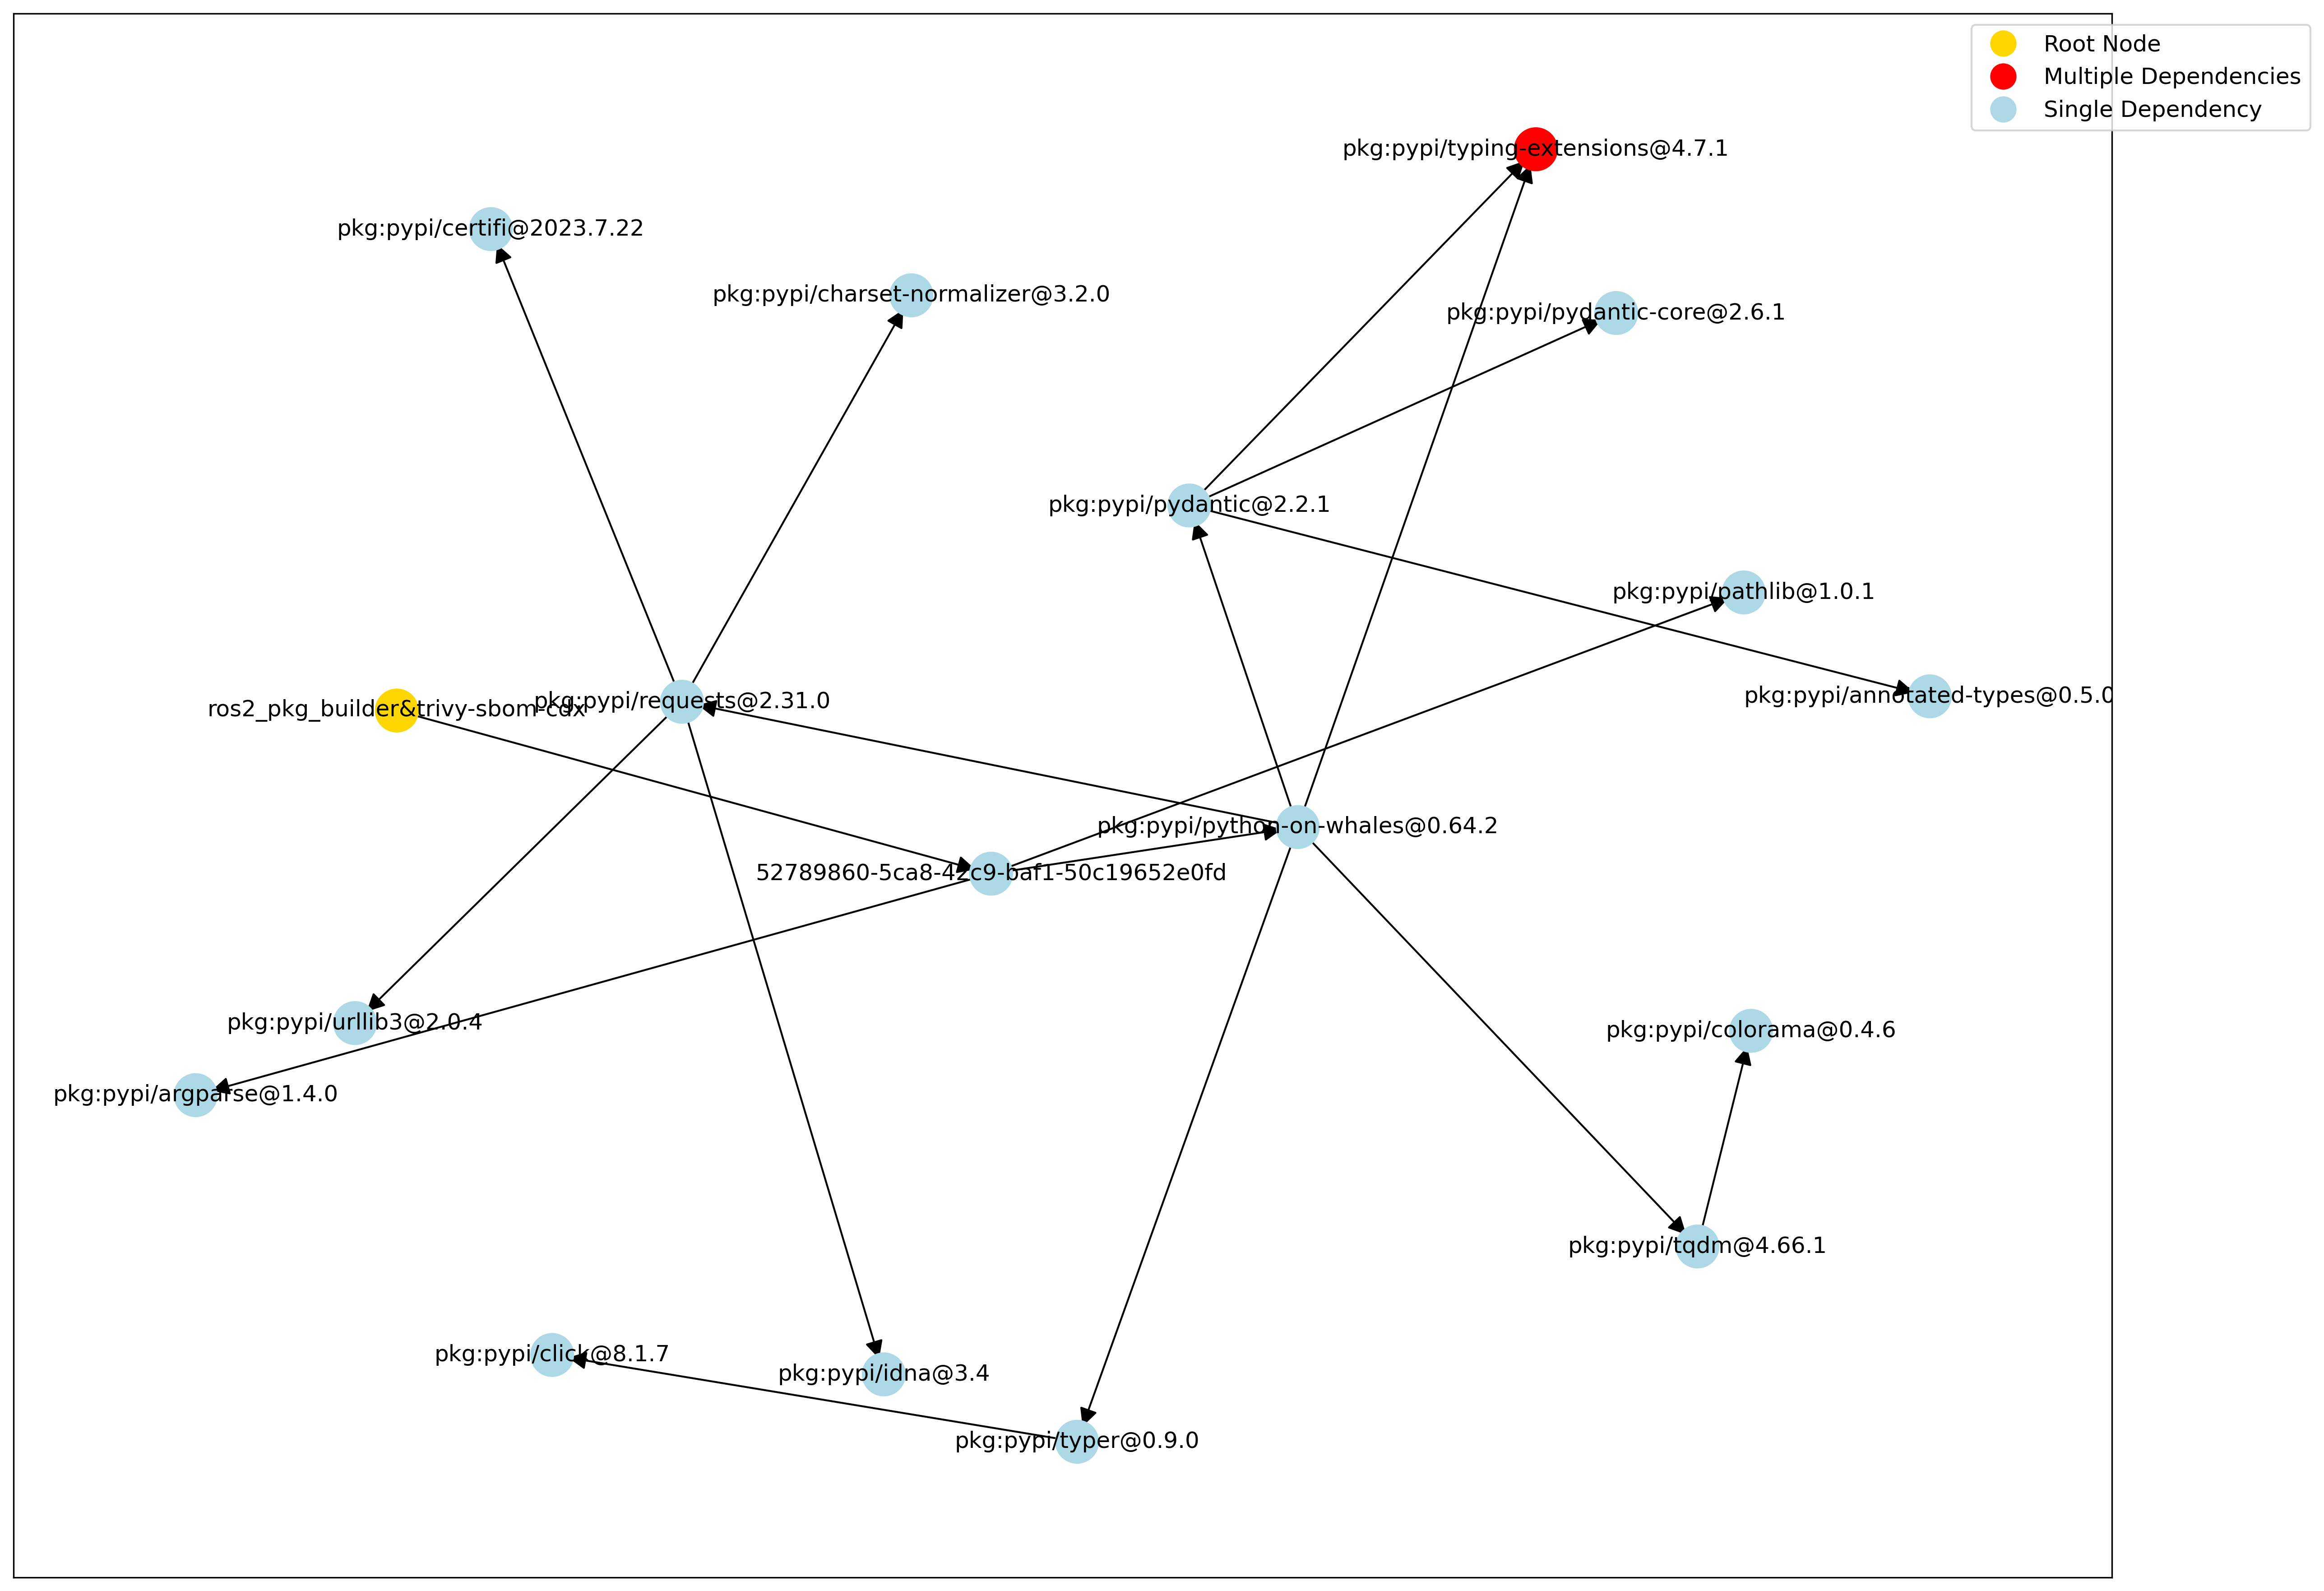 Root Node
Multiple Dependencies
Single Dependency
pkg:pypi/typing-extensions@4.7.1
pkg:pypi/certifi@2023.7.22
pkg:pypi/charset-normalizer@3.2.0
pkg:pypi/pydantic-core@2.6.1
pkg:pypi/pydantic@2.2.1
pkg:pypi/pathlib@1.0.1
pkg:pypi/annotated-types@0.5.0
ros2_pkg_builder&trivy-sbom-cdx
pkg:pypi/requests@2.31.0
pkg:pypi/python-on-whales@0.64.2
52789860-5ca8-42c9-baf1-50c19652e0fd
pkg:pypi/urllib3@2.0.4
pkg:pypi/colorama@0.4.6
pkg:pypi/argparse@1.4.0
pkg:pypi/tqdm@4.66.1
pkg:pypi/click@8.1.7
pkg:pypi/idna@3.4
pkg:pypi/typer@0.9.0